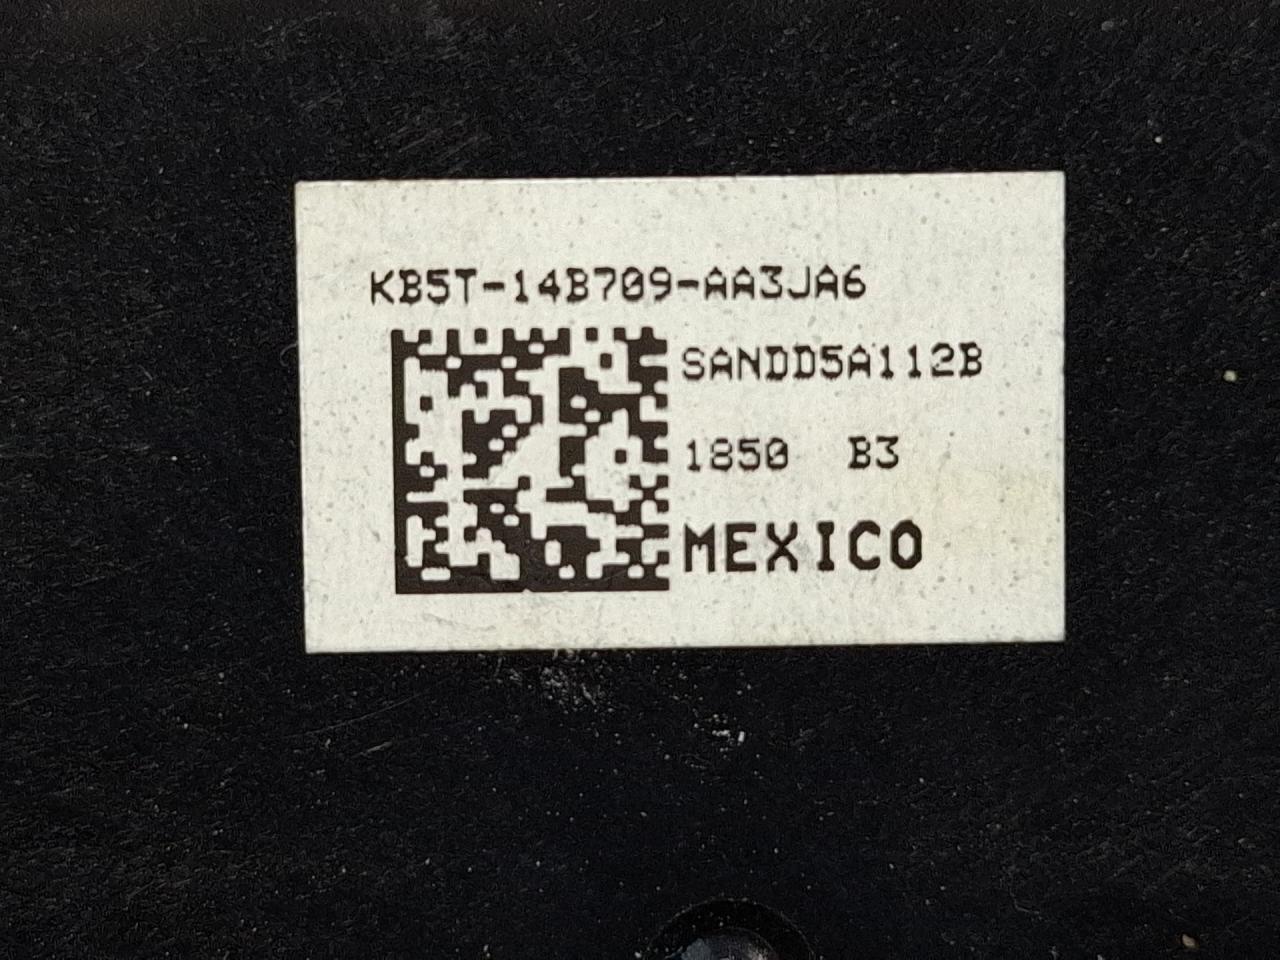 KB5T-14B709-AA3JA6
SANDD5A112B
1850 B3
MEXICO